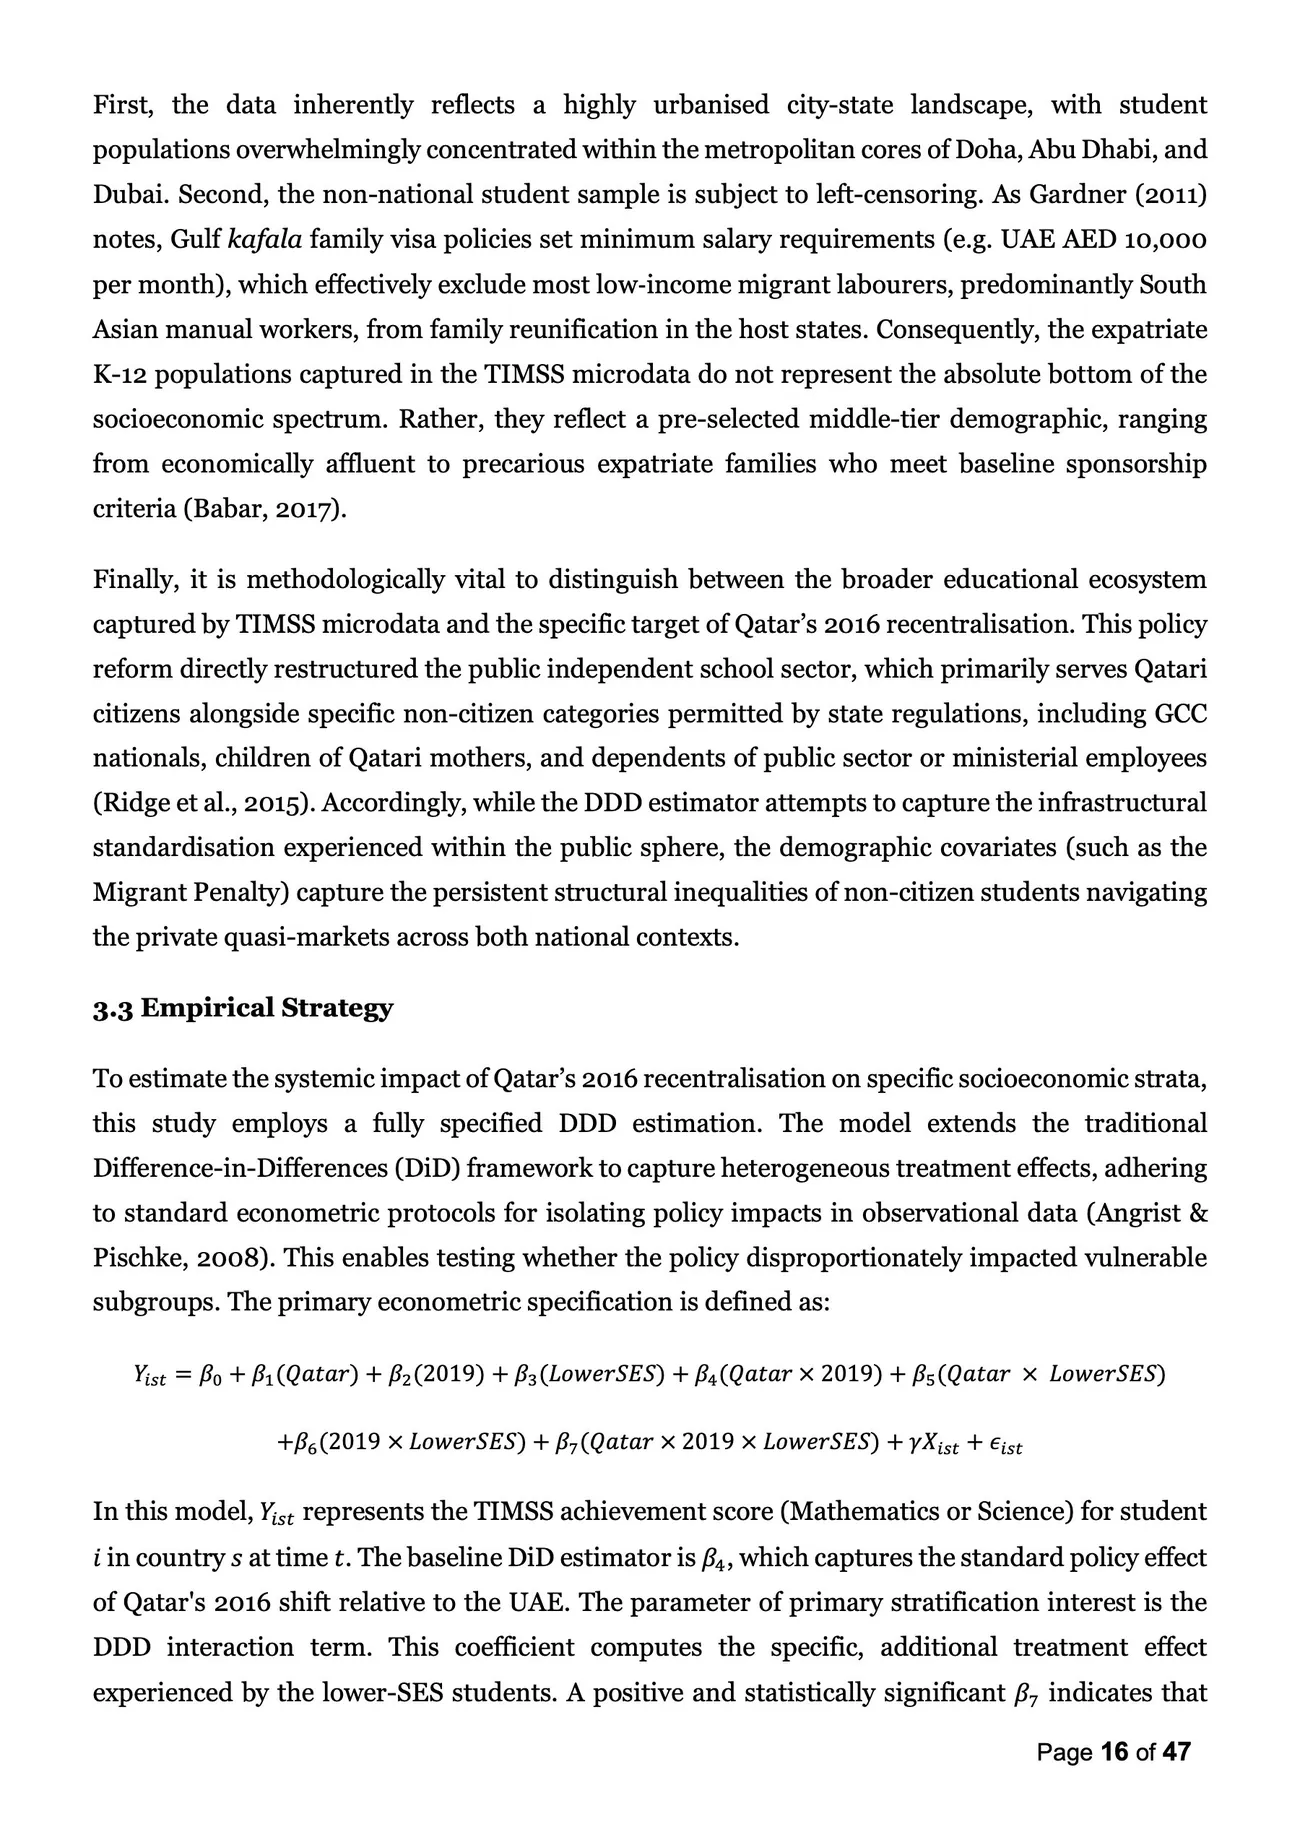 First, the data inherently reflects a highly urbanised city-state landscape, with student
populations overwhelmingly concentrated within the metropolitan cores of Doha, Abu Dhabi, and
Dubai. Second, the non-national student sample is subject to left-censoring. As Gardner (2011)
notes, Gulf kafala family visa policies set minimum salary requirements (e.g. UAE AED 10,000
per month), which effectively exclude most low-income migrant labourers, predominantly South
Asian manual workers, from family reunification in the host states. Consequently, the expatriate
K-12 populations captured in the TIMSS microdata do not represent the absolute bottom of the
socioeconomic spectrum. Rather, they reflect a pre-selected middle-tier demographic, ranging
from economically affluent to precarious expatriate families who meet baseline sponsorship
criteria (Babar, 2017).
Finally, it is methodologically vital to distinguish between the broader educational ecosystem
captured by TIMSS microdata and the specific target of Qatar’s 2016 recentralisation. This policy
reform directly restructured the public independent school sector, which primarily serves Qatari
citizens alongside specific non-citizen categories permitted by state regulations, including GCC
nationals, children of Qatari mothers, and dependents of public sector or ministerial employees
(Ridge et al., 2015). Accordingly, while the DDD estimator attempts to capture the infrastructural
standardisation experienced within the public sphere, the demographic covariates (such as the
Migrant Penalty) capture the persistent structural inequalities of non-citizen students navigating
the private quasi-markets across both national contexts.
3.3 Empirical Strategy
To estimate the systemic impact of Qatar’s 2016 recentralisation on specific socioeconomic strata,
this study employs a fully specified DDD estimation. The model extends the traditional
Difference-in-Differences (DiD) framework to capture heterogeneous treatment effects, adhering
to standard econometric protocols for isolating policy impacts in observational data (Angrist &
Pischke, 2008). This enables testing whether the policy disproportionately impacted vulnerable
subgroups. The primary econometric specification is defined as:
Yᵢₛₜ = β₀ + β₁(Qatar) + β₂(2019) + β₃(LowerSES) + β₄(Qatar × 2019) + β₅(Qatar × LowerSES)
+β₆(2019 × LowerSES) + β₇(Qatar × 2019 × LowerSES) + γXᵢₛₜ + ϵᵢₛₜ
In this model, Yᵢₛₜ represents the TIMSS achievement score (Mathematics or Science) for student
i in country s at time t. The baseline DiD estimator is β₄, which captures the standard policy effect
of Qatar's 2016 shift relative to the UAE. The parameter of primary stratification interest is the
DDD interaction term. This coefficient computes the specific, additional treatment effect
experienced by the lower-SES students. A positive and statistically significant β₇ indicates that
Page 16 of 47